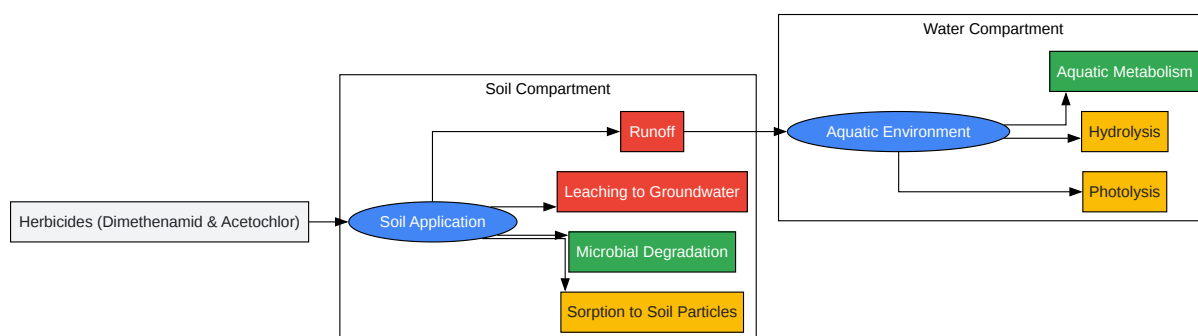 Water Compartment
Aquatic Metabolism
Soil Compartment
Runoff
Aquatic Environment
Hydrolysis
Leaching to Groundwater
Photolysis
Herbicides (Dimethenamid & Acetochlor)
Soil Application
Microbial Degradation
Sorption to Soil Particles